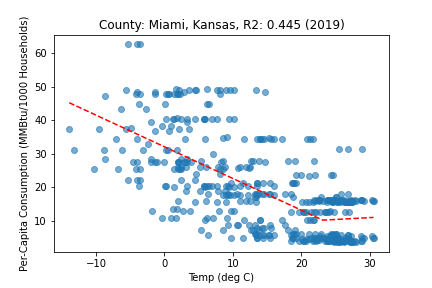 County: Miami, Kansas, R2: 0.445 (2019)
Per-Capita Consumption (MMBtu/1000 Households)
60
50
40
30
20
10
−10 0 10 20 30
Temp (deg C)